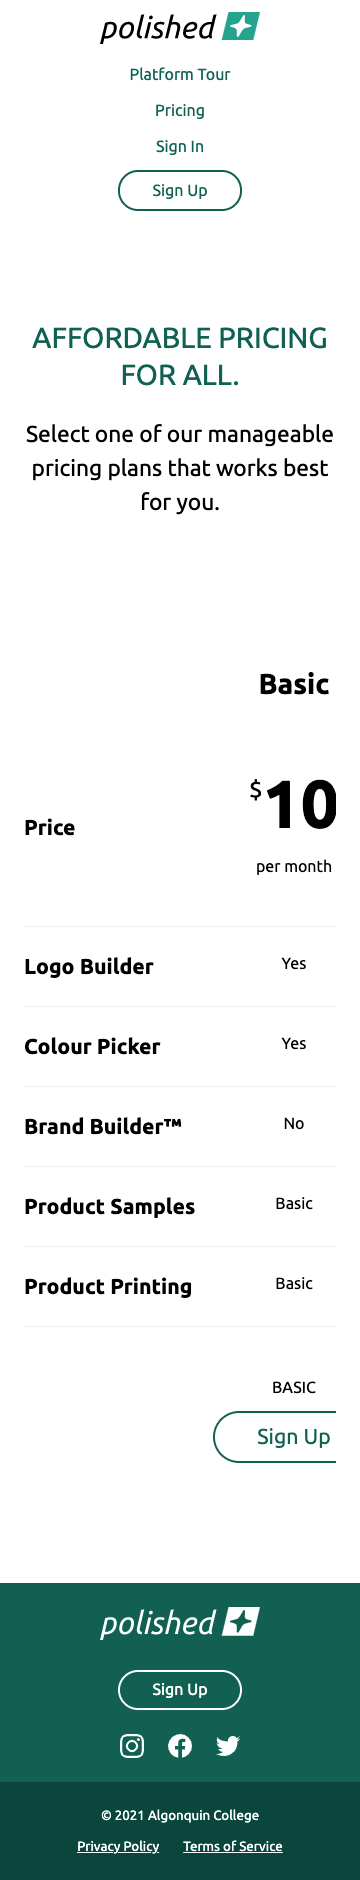 polished
Platform Tour
Pricing
Sign In
Sign Up
AFFORDABLE PRICING
FOR ALL.
Select one of our manageable
pricing plans that works best
for you.
Basic
Price
$10
per month
Logo Builder Yes
Colour Picker Yes
Brand Builder™ No
Product Samples Basic
Product Printing Basic
BASIC
Sign Up
polished
Sign Up
© 2021 Algonquin College
Privacy Policy Terms of Service